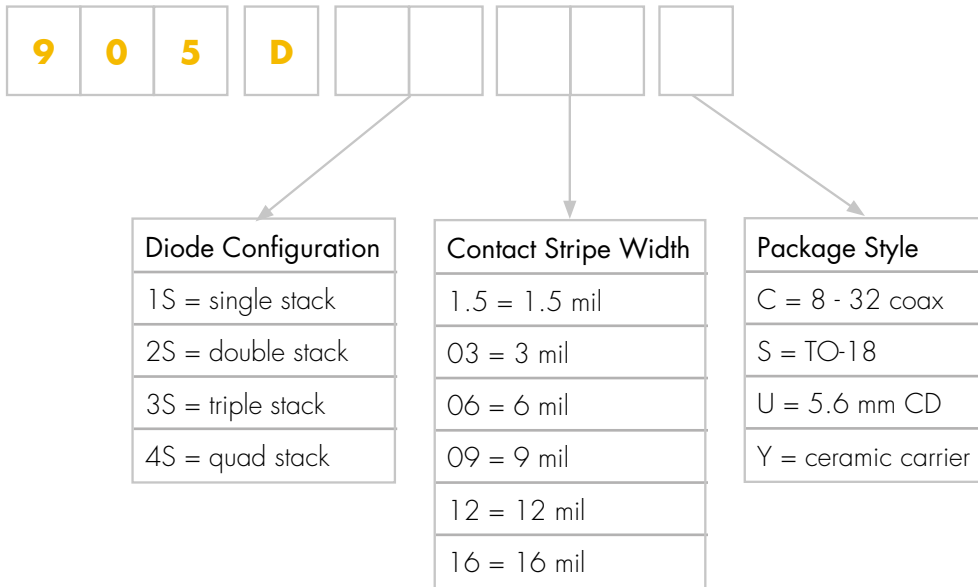 9 0 5 D
Diode Configuration
1S = single stack
2S = double stack
3S = triple stack
4S = quad stack
Contact Stripe Width
1.5 = 1.5 mil
03 = 3 mil
06 = 6 mil
09 = 9 mil
12 = 12 mil
16 = 16 mil
Package Style
C = 8 - 32 coax
S = TO-18
U = 5.6 mm CD
Y = ceramic carrier